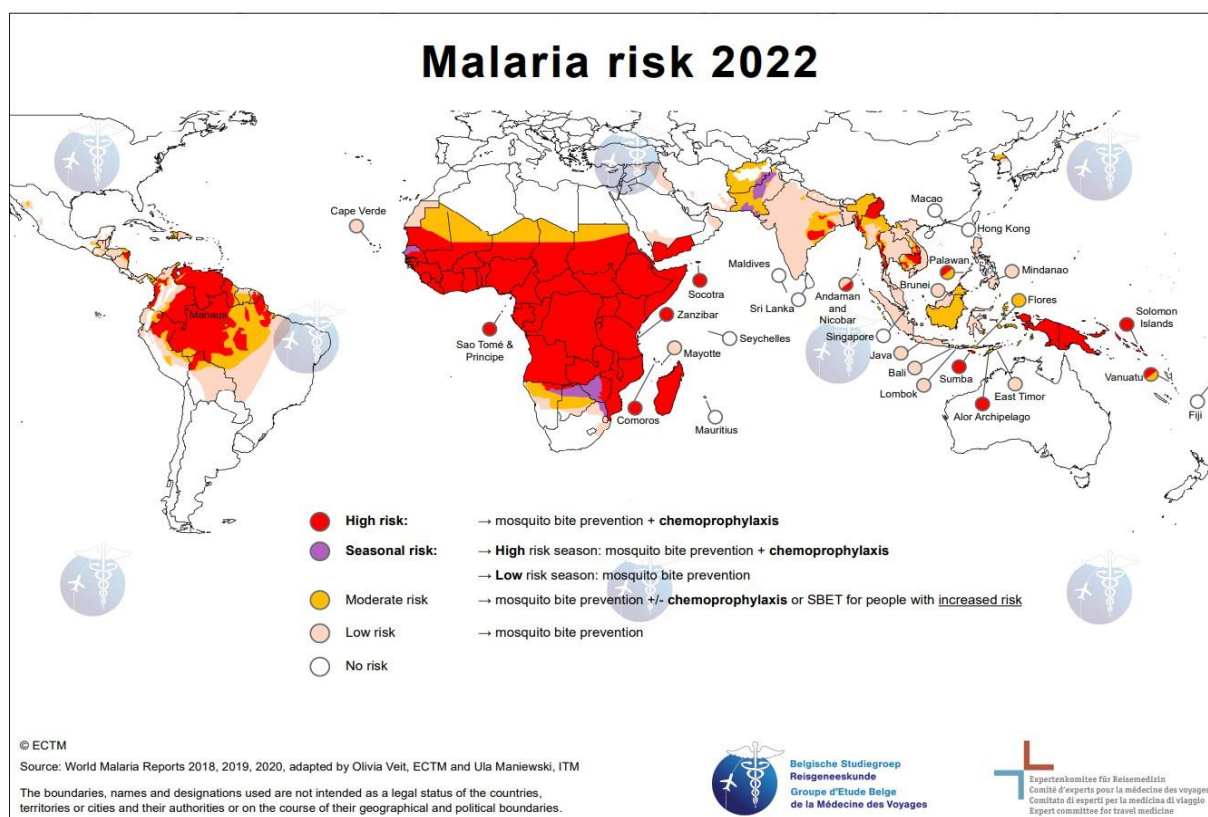 Malaria risk 2022
Cape Verde
Manaus
Sao Tomé &
Principe
Socotra
Zanzibar
Seychelles
Mayotte
Comoros
Mauritius
Maldives
Sri Lanka
Andaman
and
Nicobar
Macao
Hong Kong
Palawan
Brunei
Mindanao
Flores
Singapore
Java
Bali
Lombok
Sumba
East Timor
Alor Archipelago
Solomon
Islands
Vanuatu
Fiji
High risk: → mosquito bite prevention + chemoprophylaxis
Seasonal risk: → High risk season: mosquito bite prevention + chemoprophylaxis
→ Low risk season: mosquito bite prevention
Moderate risk → mosquito bite prevention +/- chemoprophylaxis or SBET for people with increased risk
Low risk → mosquito bite prevention
No risk
© ECTM
Source: World Malaria Reports 2018, 2019, 2020, adapted by Olivia Veit, ECTM and Ula Maniewski, ITM
The boundaries, names and designations used are not intended as a legal status of the countries,
territories or cities and their authorities or on the course of their geographical and political boundaries.
Belgische Studiegroep
Reisgeneeskunde
Groupe d'Etude Belge
de la Médecine des Voyages
Expertenkomitee für Reisemedizin
Comité d'experts pour la médecine des voyages
Comitato di esperti per la medicina di viaggio
Expert committee for travel medicine